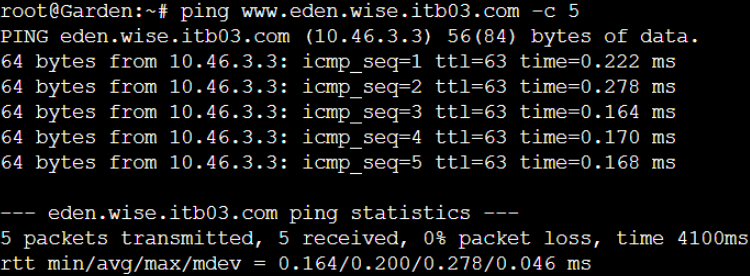 root@Garden:~# ping www.eden.wise.itb03.com -c 5
PING eden.wise.itb03.com (10.46.3.3) 56(84) bytes of data.
64 bytes from 10.46.3.3: icmp_seq=1 ttl=63 time=0.222 ms
64 bytes from 10.46.3.3: icmp_seq=2 ttl=63 time=0.278 ms
64 bytes from 10.46.3.3: icmp_seq=3 ttl=63 time=0.164 ms
64 bytes from 10.46.3.3: icmp_seq=4 ttl=63 time=0.170 ms
64 bytes from 10.46.3.3: icmp_seq=5 ttl=63 time=0.168 ms
--- eden.wise.itb03.com ping statistics ---
5 packets transmitted, 5 received, 0% packet loss, time 4100ms
rtt min/avg/max/mdev = 0.164/0.200/0.278/0.046 ms